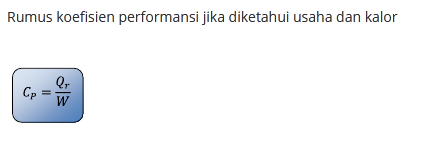 Rumus koefisien performansi jika diketahui usaha dan kalor
C_P = Q_r / W